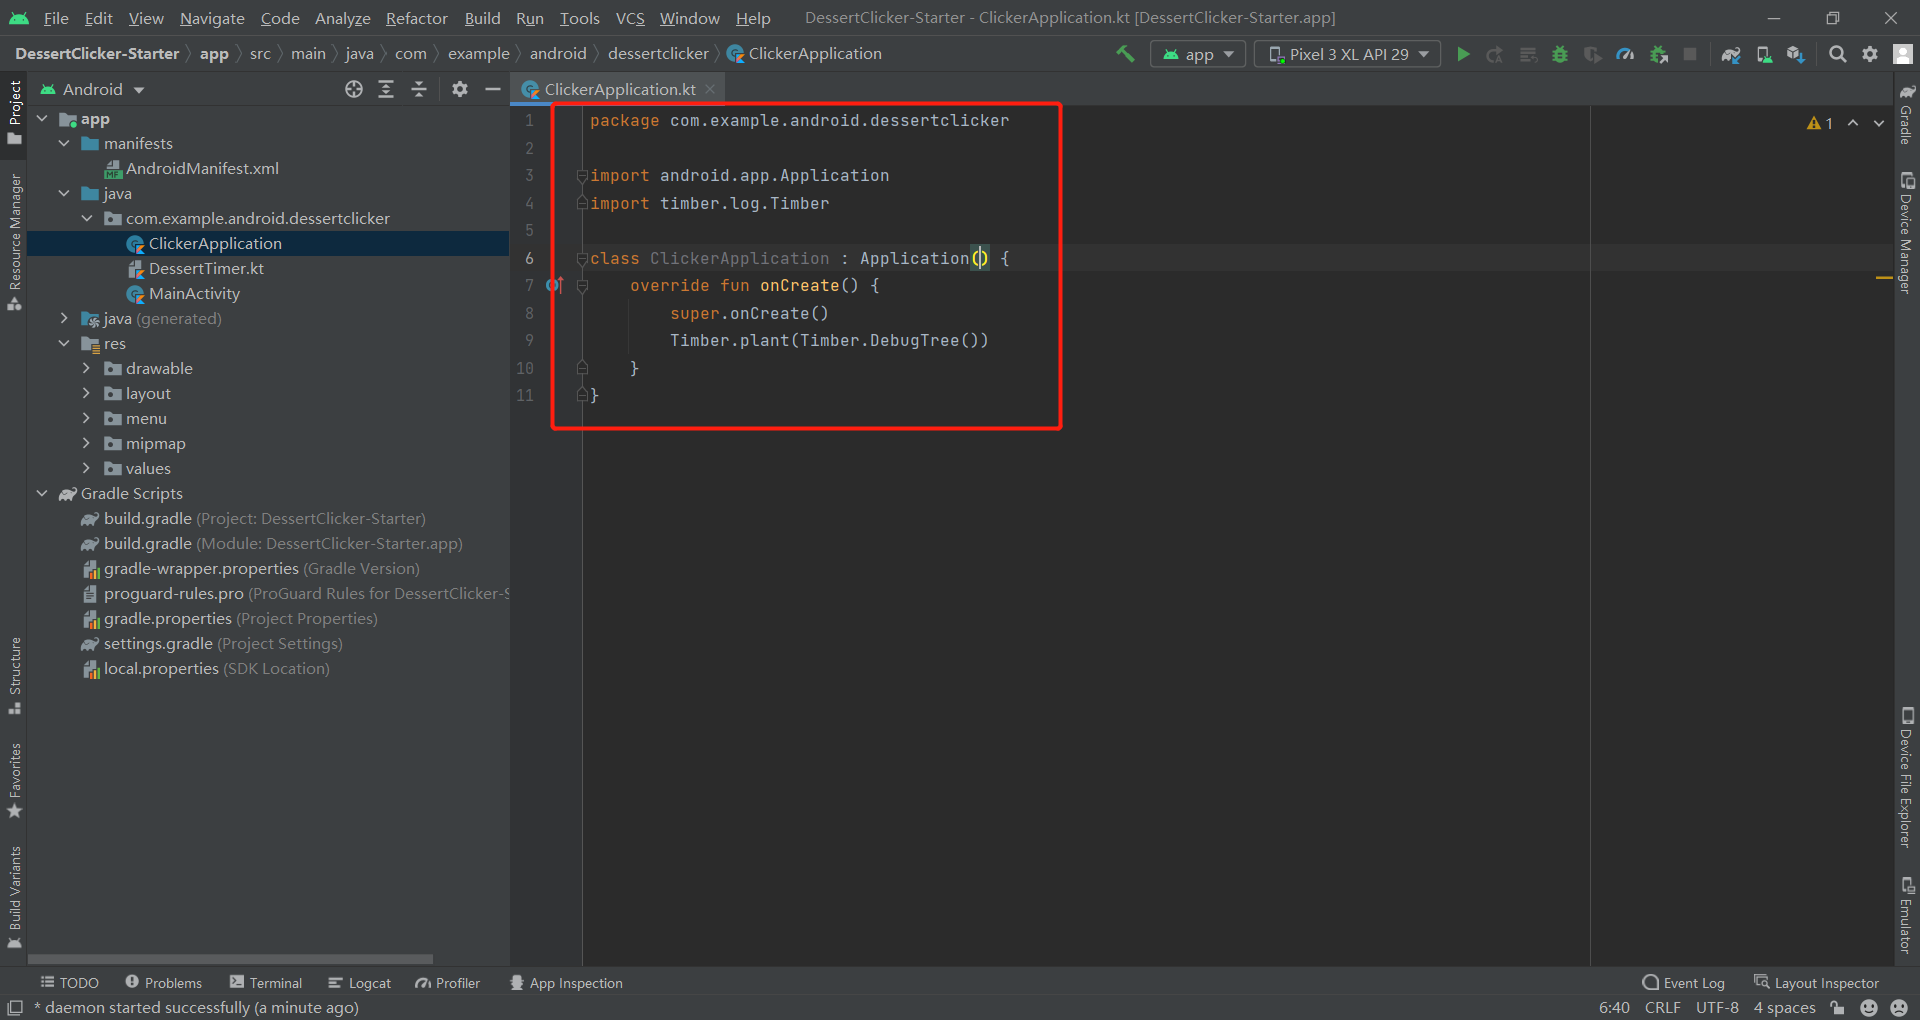 File Edit View Navigate Code Analyze Refactor Build Run Tools VCS Window Help DessertClicker-Starter - ClickerApplication.kt [DessertClicker-Starter.app]
DessertClicker-Starter app src main java com example android dessertclicker ClickerApplication app Pixel 3 XL API 29
Project
Resource Manager
Structure
Favorites
Build Variants
Android
app
manifests
AndroidManifest.xml
java
com.example.android.dessertclicker
ClickerApplication
DessertTimer.kt
MainActivity
java (generated)
res
drawable
layout
menu
mipmap
values
Gradle Scripts
build.gradle (Project: DessertClicker-Starter)
build.gradle (Module: DessertClicker-Starter.app)
gradle-wrapper.properties (Gradle Version)
proguard-rules.pro (ProGuard Rules for DessertClicker-S
gradle.properties (Project Properties)
settings.gradle (Project Settings)
local.properties (SDK Location)
ClickerApplication.kt
1 package com.example.android.dessertclicker
2
3 import android.app.Application
4 import timber.log.Timber
5
6 class ClickerApplication : Application() {
7 override fun onCreate() {
8 super.onCreate()
9 Timber.plant(Timber.DebugTree())
10 }
11 }
1
Gradle
Device Manager
Device File Explorer
Emulator
TODO Problems Terminal Logcat Profiler App Inspection Event Log Layout Inspector
* daemon started successfully (a minute ago) 6:40 CRLF UTF-8 4 spaces